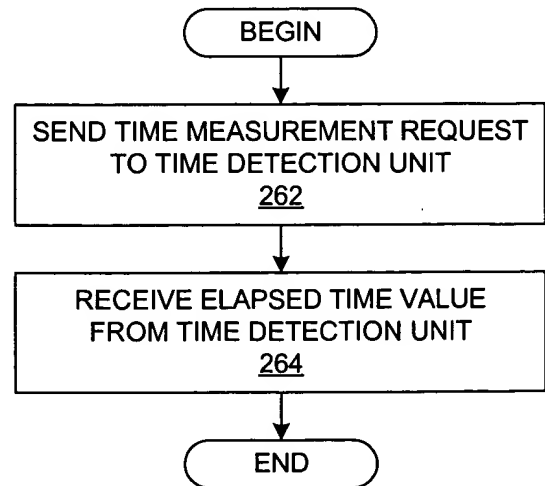 BEGIN
SEND TIME MEASUREMENT REQUEST
TO TIME DETECTION UNIT
262
RECEIVE ELAPSED TIME VALUE
FROM TIME DETECTION UNIT
264
END